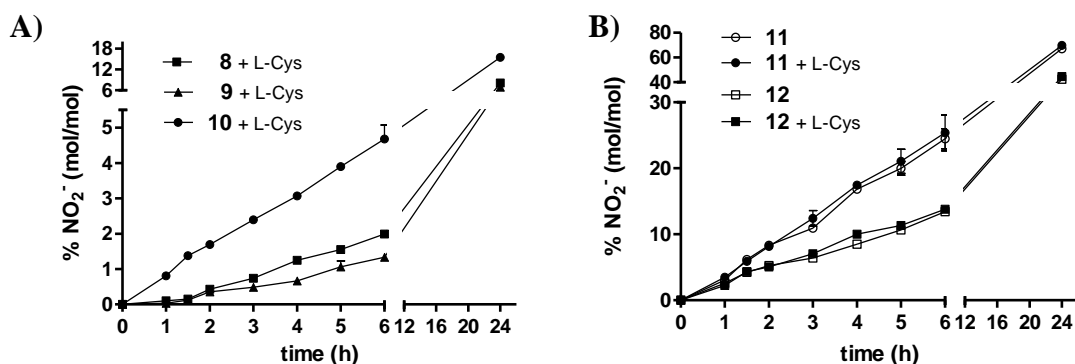 A)
8 + L-Cys
9 + L-Cys
10 + L-Cys
% NO₂⁻ (mol/mol)
18
12
6
5
4
3
2
1
0
0 1 2 3 4 5 6 12 16 20 24
time (h)
B)
11
11 + L-Cys
12
12 + L-Cys
% NO₂⁻ (mol/mol)
80
60
40
30
20
10
0
0 1 2 3 4 5 6 12 16 20 24
time (h)